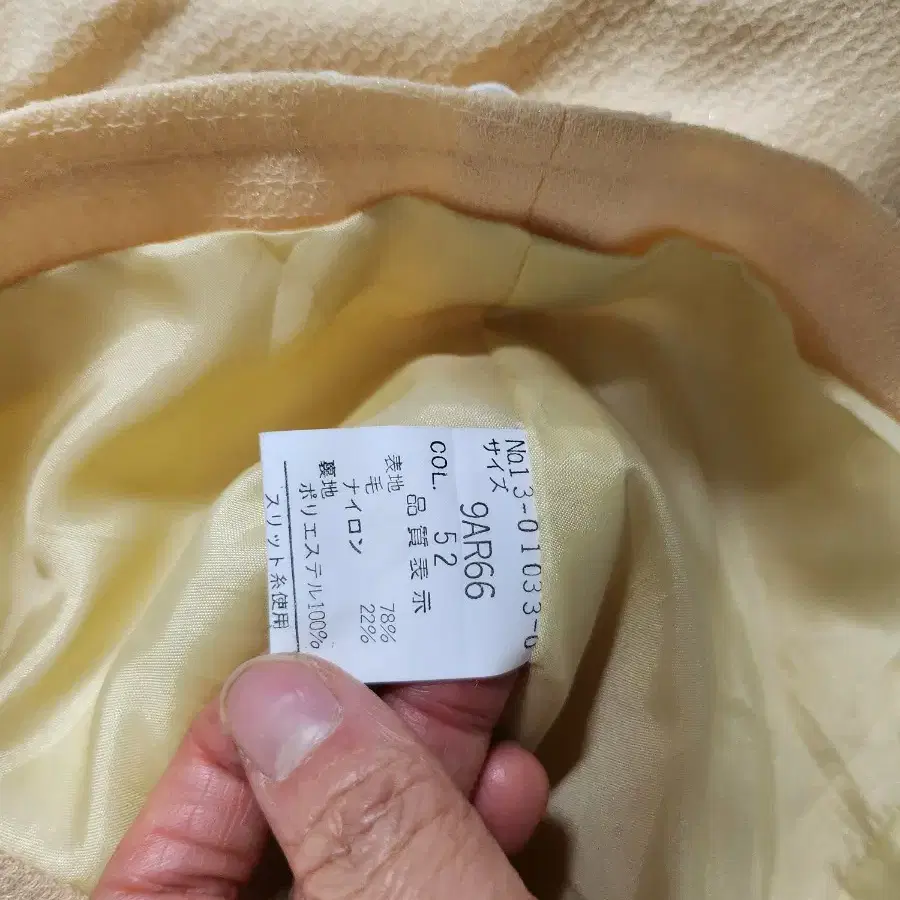 No.13-01033-0
サイズ 9AR66
COL. 52
品質表示
表地
毛 78%
ナイロン 22%
裏地
ポリエステル100%
スリット糸使用